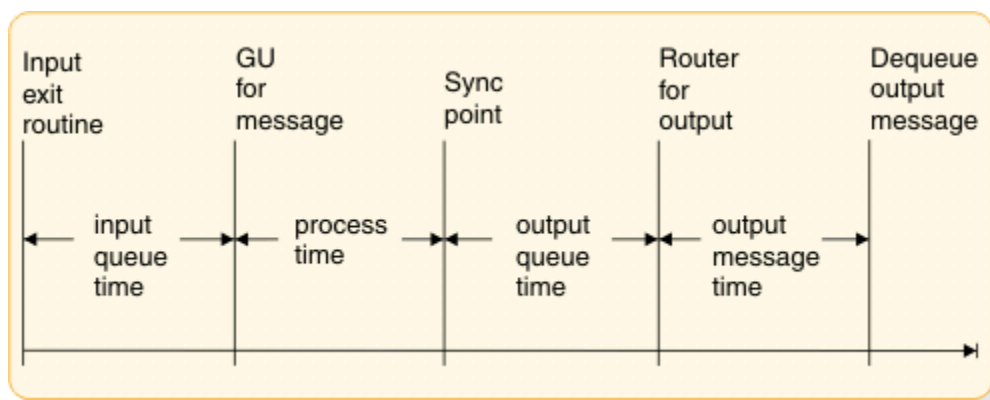 Input
exit
routine
GU
for
message
Sync
point
Router
for
output
Dequeue
output
message
input
queue
time
process
time
output
queue
time
output
message
time